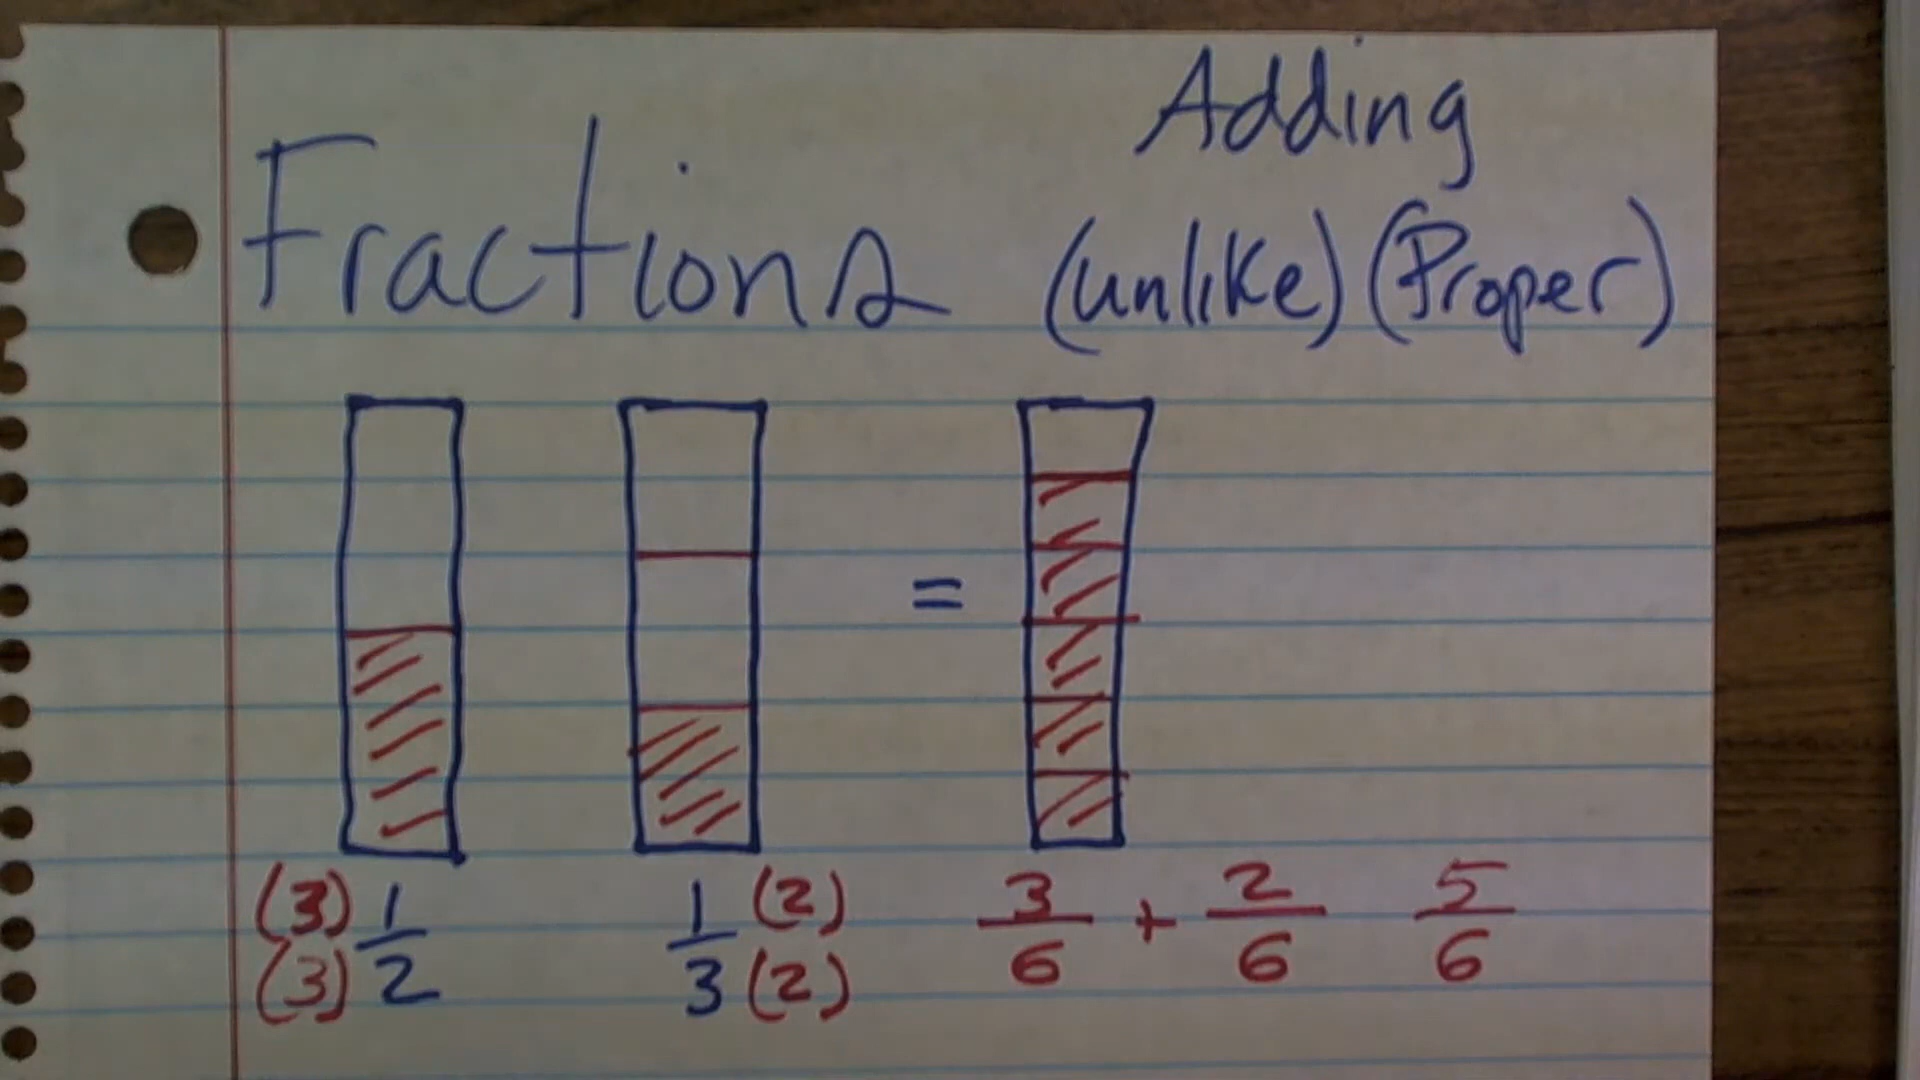 Adding
Fractions (unlike) (Proper)
=
(3) 1 1 (2) 3 + 2 5
(3) 2 3 (2) 6 6 6